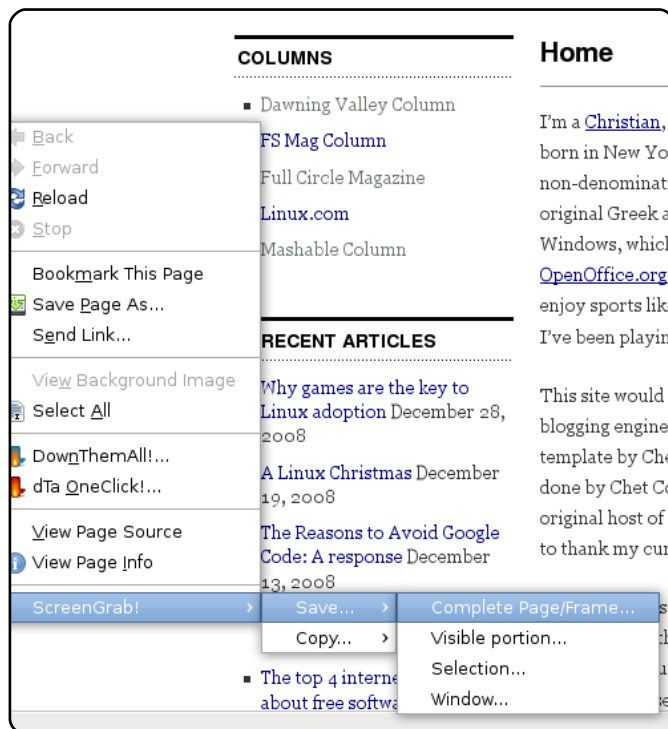 COLUMNS
Dawning Valley Column
FS Mag Column
Full Circle Magazine
Linux.com
Mashable Column
Back
Forward
Reload
Stop
Bookmark This Page
Save Page As...
Send Link...
View Background Image
Select All
DownThemAll!...
dTa OneClick!...
View Page Source
View Page Info
ScreenGrab!
Save...
Copy...
Complete Page/Frame...
Visible portion...
Selection...
Window...
RECENT ARTICLES
Why games are the key to
Linux adoption December 28,
2008
A Linux Christmas December
19, 2008
The Reasons to Avoid Google
Code: A response December
13, 2008
The top 4 interne
about free softwa
Home
I'm a Christian,
born in New Yo
non-denominat
original Greek a
Windows, which
OpenOffice.org
enjoy sports lik
I've been playin
This site would
blogging engine
template by Che
done by Chet Co
original host of
to thank my cur